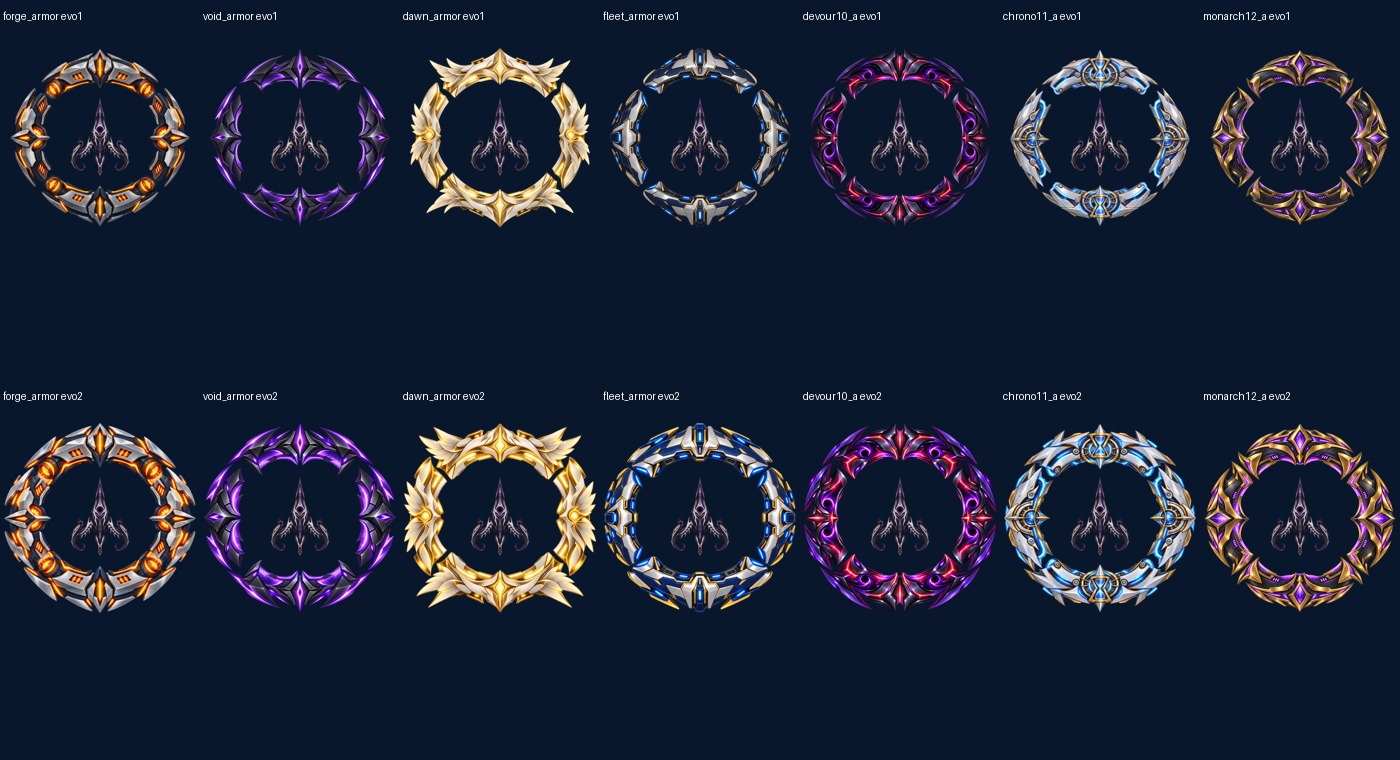 forge_armor evo1
void_armor evo1
dawn_armor evo1
fleet_armor evo1
devour10_a evo1
chrono11_a evo1
monarch12_a evo1
forge_armor evo2
void_armor evo2
dawn_armor evo2
fleet_armor evo2
devour10_a evo2
chrono11_a evo2
monarch12_a evo2